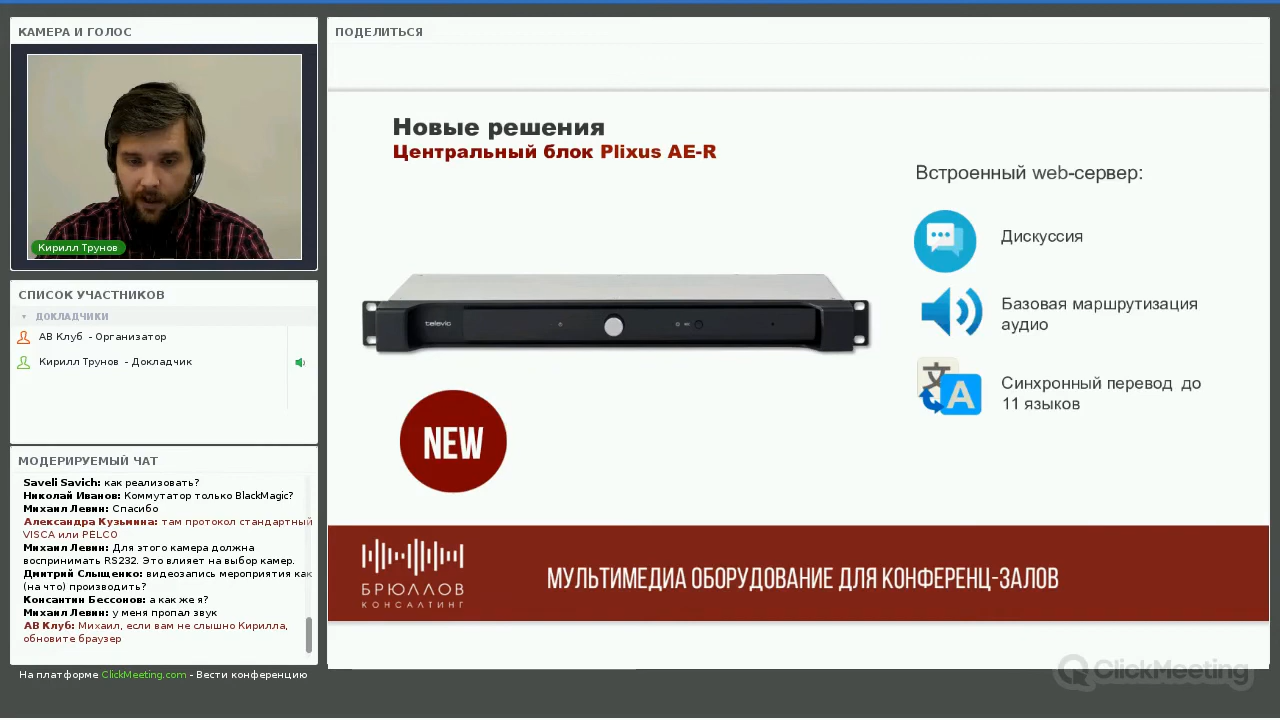 КАМЕРА И ГОЛОС
Кирилл Трунов
СПИСОК УЧАСТНИКОВ
ДОКЛАДЧИКИ
АВ Клуб - Организатор
Кирилл Трунов - Докладчик
МОДЕРИРУЕМЫЙ ЧАТ
Saveli Savich: как реализовать?
Николай Иванов: Коммутатор только BlackMagic?
Михаил Левин: Спасибо
Александра Кузьмина: там протокол стандартный
VISCA или PELCO
Михаил Левин: Для этого камера должна
воспринимать RS232. Это влияет на выбор камер.
Дмитрий Слыщенко: видеозапись мероприятия как
(на что) производить?
Консантин Бессонов: а как же я?
Михаил Левин: у меня пропал звук
АВ Клуб: Михаил, если вам не слышно Кирилла,
обновите браузер
На платформе ClickMeeting.com - Вести конференцию
ПОДЕЛИТЬСЯ
Новые решения
Центральный блок Plixus AE-R
televic
NEW
Встроенный web-сервер:
Дискуссия
Базовая маршрутизация
аудио
文
A
Синхронный перевод до
11 языков
БРЮЛЛОВ
КОНСАЛТИНГ
МУЛЬТИМЕДИА ОБОРУДОВАНИЕ ДЛЯ КОНФЕРЕНЦ-ЗАЛОВ
ClickMeeting